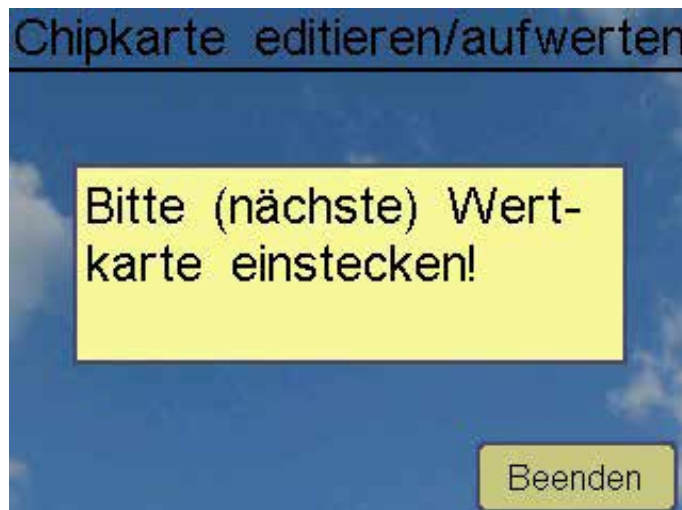 Chipkarte editieren/aufwerten
Bitte (nächste) Wert-
karte einstecken!
Beenden